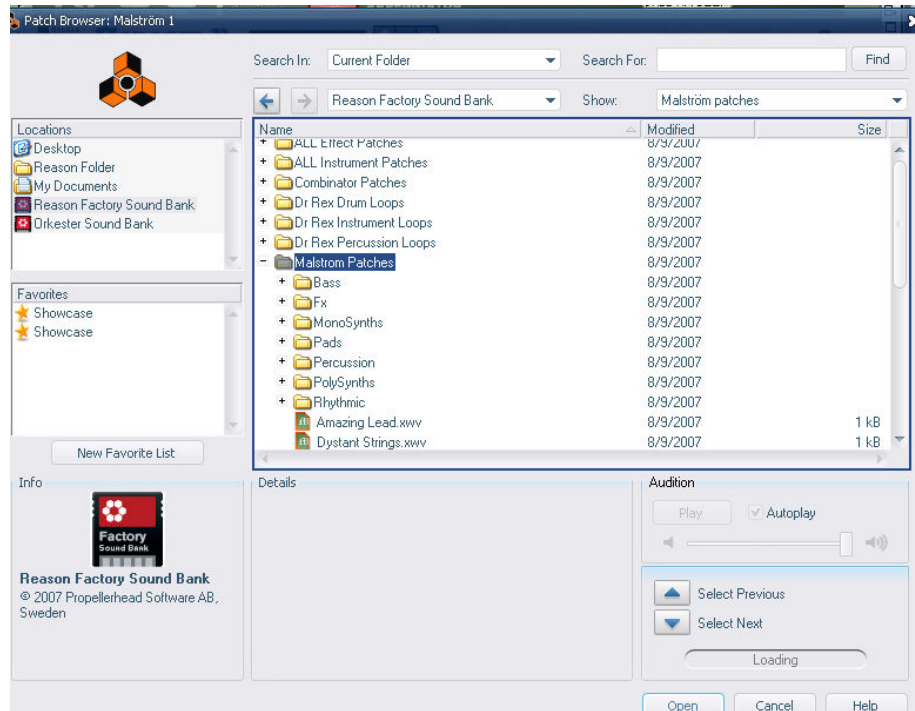 Patch Browser: Malström 1
Search In: Current Folder Search For: Find
Reason Factory Sound Bank Show: Malström patches
Locations
Desktop
Reason Folder
My Documents
Reason Factory Sound Bank
Orkester Sound Bank
Favorites
Showcase
Showcase
New Favorite List
Name Modified Size
ALL Effect Patches 8/9/2007
ALL Instrument Patches 8/9/2007
Combinator Patches 8/9/2007
Dr Rex Drum Loops 8/9/2007
Dr Rex Instrument Loops 8/9/2007
Dr Rex Percussion Loops 8/9/2007
Malstrom Patches 8/9/2007
Bass 8/9/2007
Fx 8/9/2007
MonoSynths 8/9/2007
Pads 8/9/2007
Percussion 8/9/2007
PolySynths 8/9/2007
Rhythmic 8/9/2007
Amazing Lead.xwv 8/9/2007 1 kB
Dystant Strings.xwv 8/9/2007 1 kB
Info
Factory
Sound Bank
Reason Factory Sound Bank
© 2007 Propellerhead Software AB,
Sweden
Details
Audition
Play Autoplay
Select Previous
Select Next
Loading
Open Cancel Help